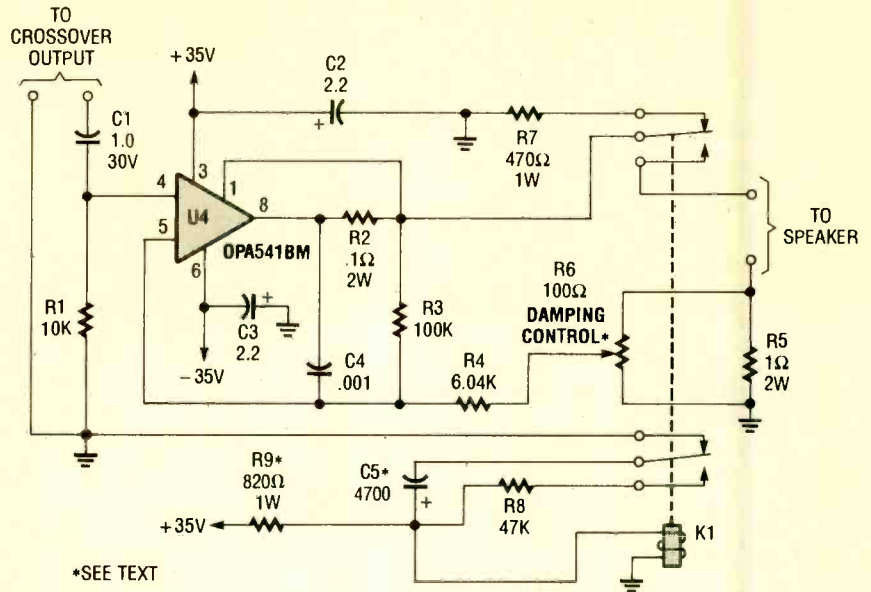 TO
CROSSOVER
OUTPUT
+35V
C2
2.2
+
C1
1.0
30V
R7
470Ω
1W
3
4
1
U4
8
5
OPA541BM
6
R2
.1Ω
2W
TO
SPEAKER
R6
100Ω
DAMPING
CONTROL*
R1
10K
+
C3
2.2
R3
100K
-35V
C4
.001
R4
6.04K
R5
1Ω
2W
R9*
820Ω
1W
C5*
4700
+
R8
47K
+35V
K1
*SEE TEXT